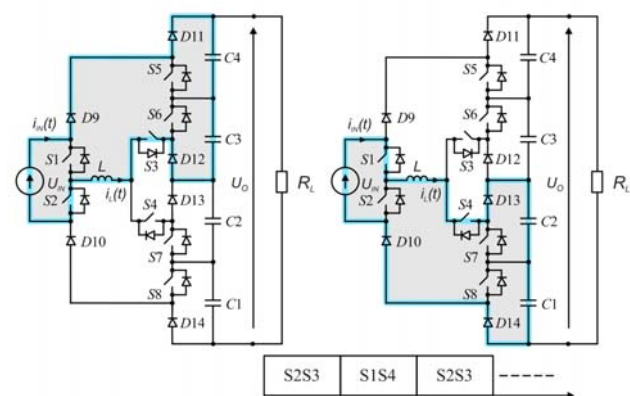 D11
S5
C4
D9
S6
i_IN(t)
C3
S1
S3
D12
U_IN
L
U_O
R_L
S2
i_L(t)
D13
S4
C2
D10
S7
S8
C1
D14
D11
S5
C4
D9
S6
i_IN(t)
C3
S1
S3
D12
U_IN
L
U_O
R_L
S2
i_L(t)
D13
S4
C2
D10
S7
S8
C1
D14
S2S3 S1S4 S2S3